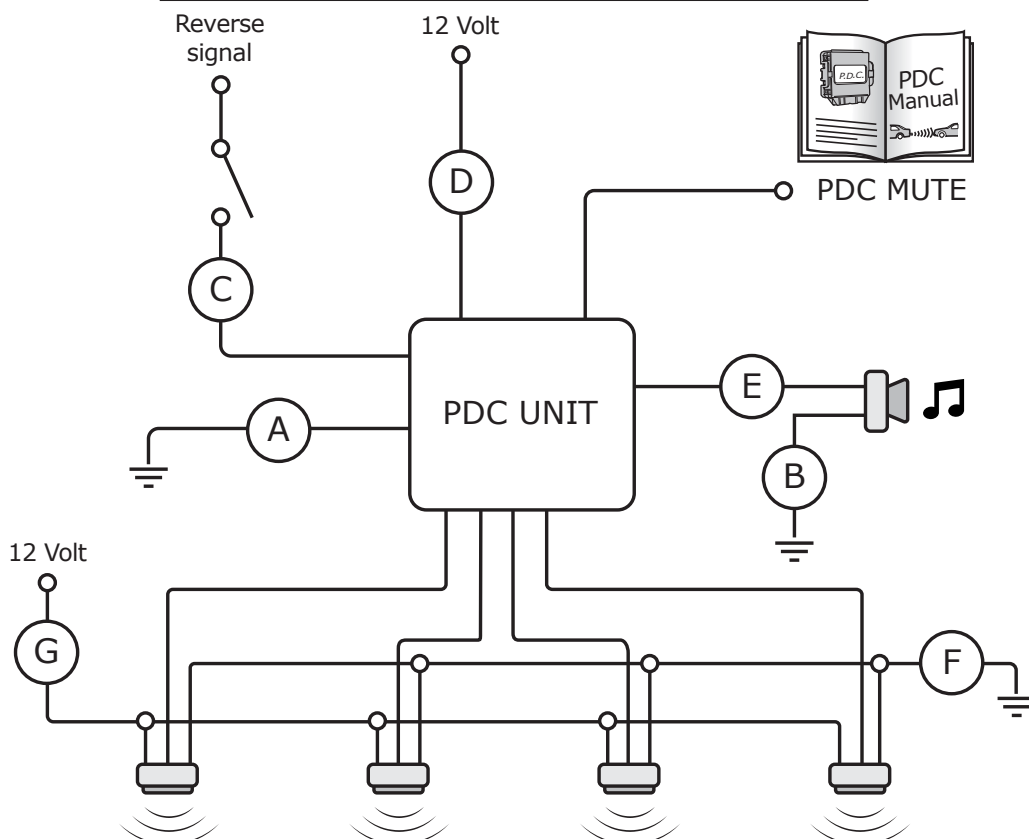 Reverse
signal
12 Volt
P.D.C.
PDC
Manual
D
PDC MUTE
C
E
A
PDC UNIT
B
12 Volt
G
F